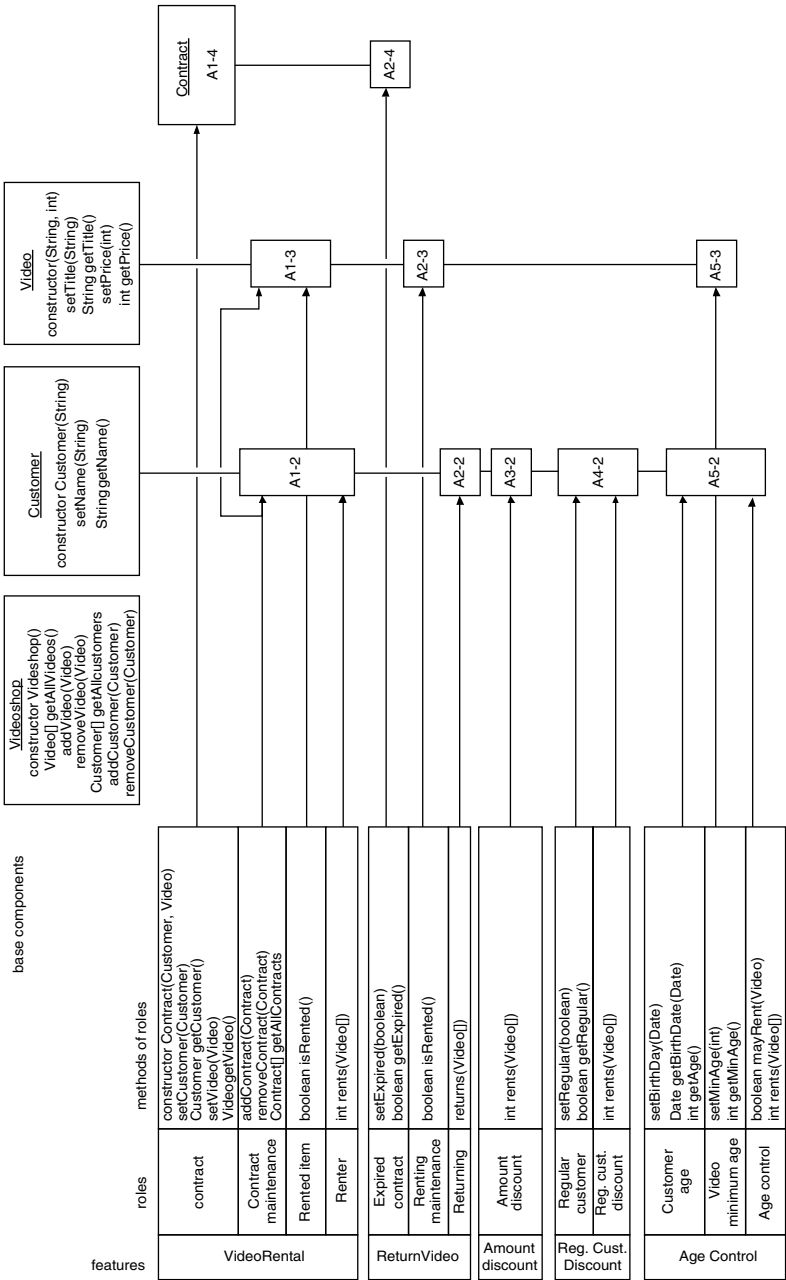 base components
Videoshop
constructor Videshop()
Video[] getAllVideos()
addVideo(Video)
removeVideo(Video)
Customer[] getAllcustomers
addCustomer(Customer)
removeCustomer(Customer)
Customer
constructor Customer(String)
setName(String)
StringgetName()
Video
constructor(String, int)
setTitle(String)
String getTitle()
setPrice(int)
int getPrice()
Contract
A1-4
features
roles
methods of roles
VideoRental
contract
constructor Contract(Customer, Video)
setCustomer(Customer)
Customer getCustomer()
setVideo(Video)
VideogetVideo()
Contract
maintenance
addContract(Contract)
removeContract(Contract)
Contract[] getAllContracts
Rented item
boolean isRented()
Renter
int rents(Video[])
A1-2
A1-3
ReturnVideo
Expired
contract
setExpired(boolean)
boolean getExpired()
Renting
maintenance
boolean isRented()
Returning
returns(Video[])
A2-2
A2-3
A2-4
Amount
discount
Amount
discount
int rents(Video[])
A3-2
Reg. Cust.
Discount
Regular
customer
setRegular(boolean)
boolean getRegular()
Reg. cust.
discount
int rents(Video[])
A4-2
Age Control
Customer
age
setBirthDay(Date)
Date getBirthDate(Date)
int getAge()
Video
minimum age
setMinAge(int)
int getMinAge()
Age control
boolean mayRent(Video)
int rents(Video[])
A5-2
A5-3